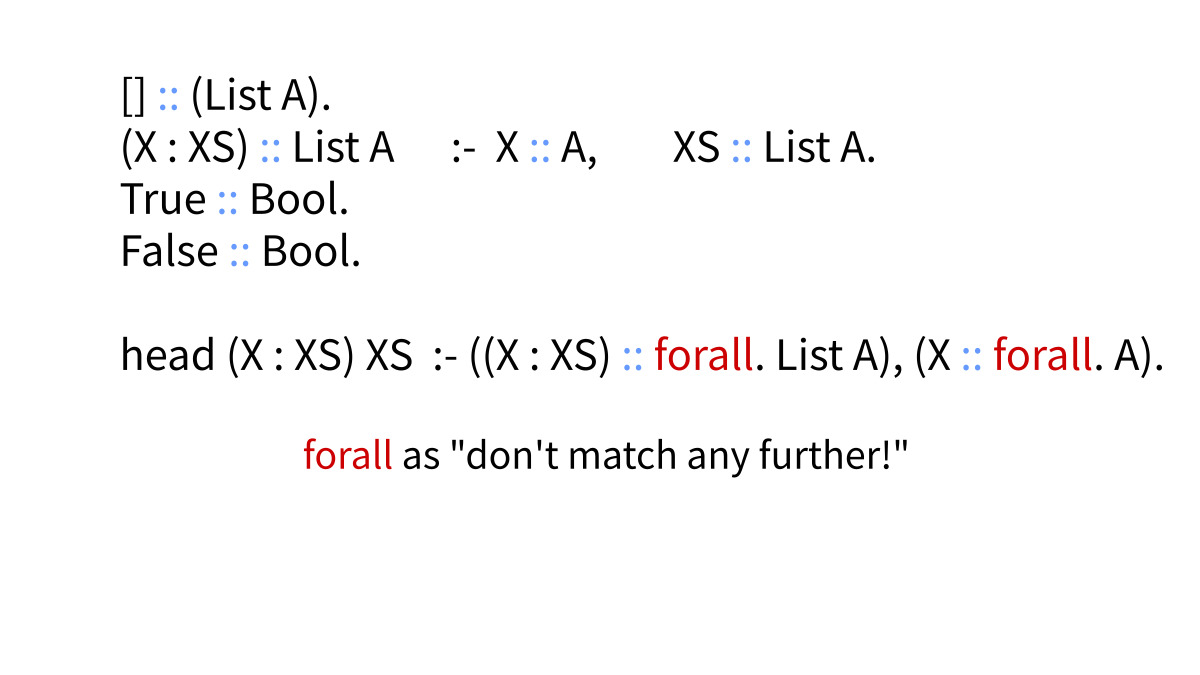 [] :: (List A).
(X : XS) :: List A :- X :: A, XS :: List A.
True :: Bool.
False :: Bool.
head (X : XS) XS :- ((X : XS) :: forall. List A), (X :: forall. A).
forall as "don't match any further!"